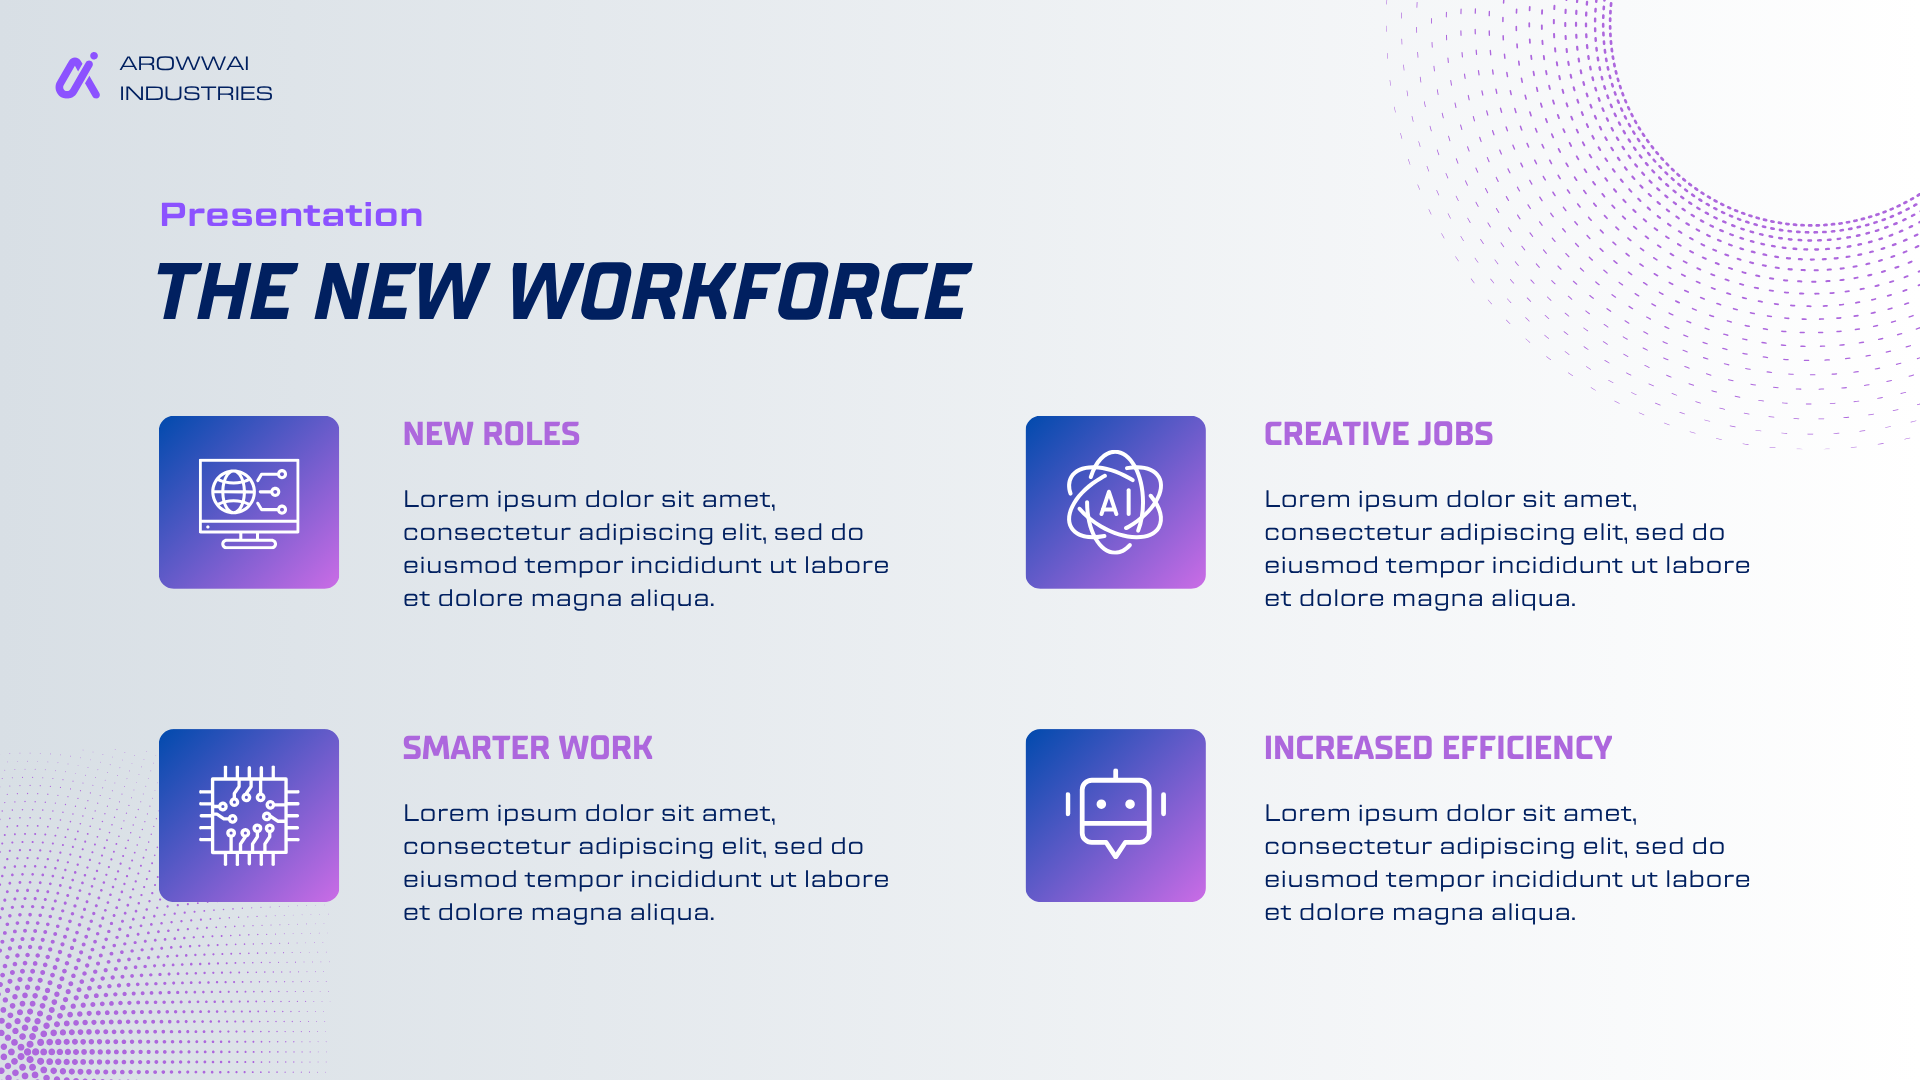 AROWWAI
INDUSTRIES
Presentation
THE NEW WORKFORCE
NEW ROLES
Lorem ipsum dolor sit amet,
consectetur adipiscing elit, sed do
eiusmod tempor incididunt ut labore
et dolore magna aliqua.
CREATIVE JOBS
AI
Lorem ipsum dolor sit amet,
consectetur adipiscing elit, sed do
eiusmod tempor incididunt ut labore
et dolore magna aliqua.
SMARTER WORK
Lorem ipsum dolor sit amet,
consectetur adipiscing elit, sed do
eiusmod tempor incididunt ut labore
et dolore magna aliqua.
INCREASED EFFICIENCY
Lorem ipsum dolor sit amet,
consectetur adipiscing elit, sed do
eiusmod tempor incididunt ut labore
et dolore magna aliqua.